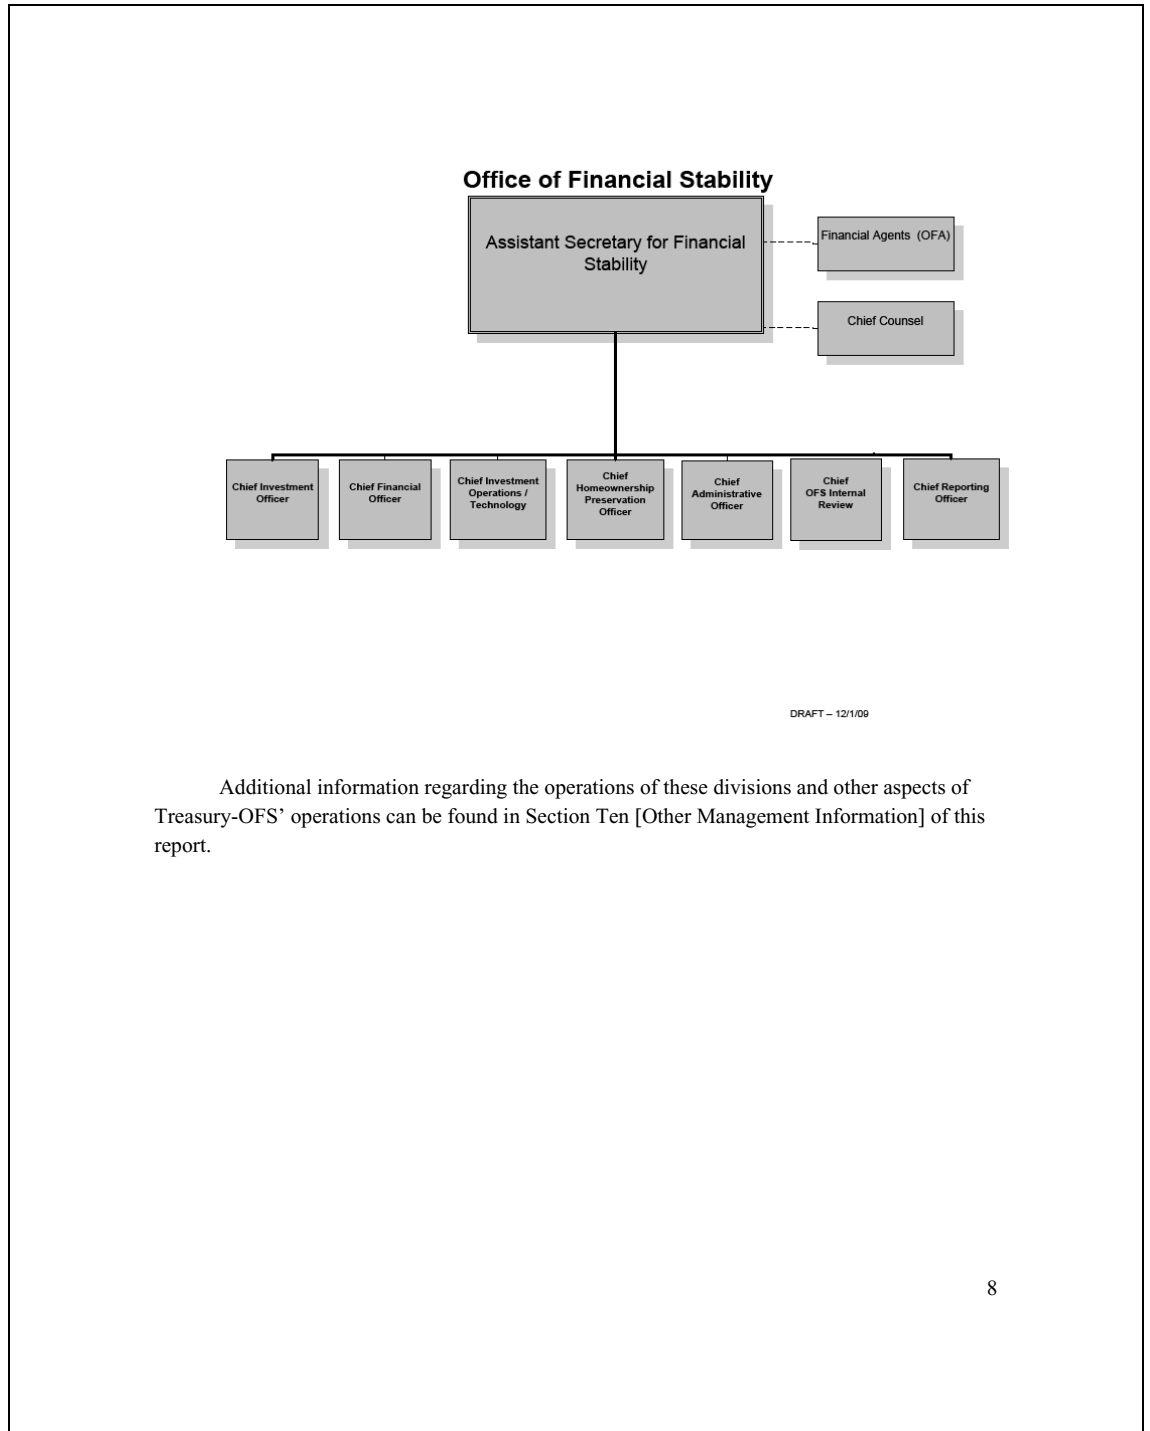 Office of Financial Stability
Assistant Secretary for Financial
Stability
Financial Agents (OFA)
Chief Counsel
Chief Investment
Officer
Chief Financial
Officer
Chief Investment
Operations /
Technology
Chief
Homeownership
Preservation
Officer
Chief
Administrative
Officer
Chief
OFS Internal
Review
Chief Reporting
Officer
DRAFT – 12/1/09
Additional information regarding the operations of these divisions and other aspects of
Treasury-OFS’ operations can be found in Section Ten [Other Management Information] of this
report.
8